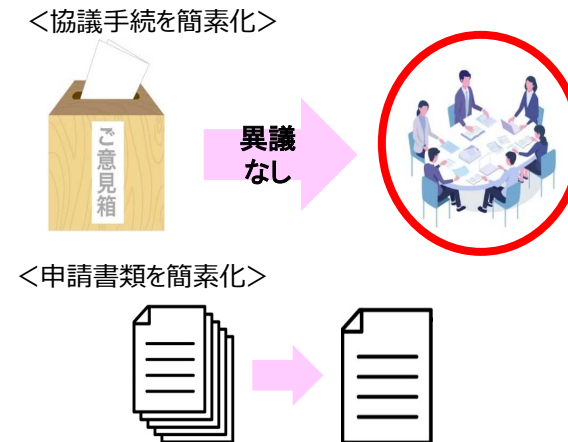 ＜協議手続を簡素化＞
ご意見箱
異議
なし
＜申請書類を簡素化＞